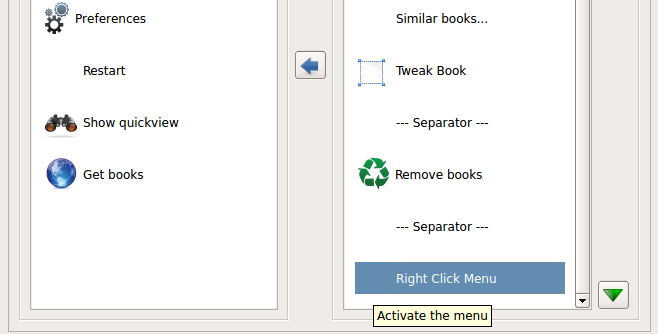 Preferences
Restart
Show quickview
Get books
Similar books...
Tweak Book
--- Separator ---
Remove books
--- Separator ---
Right Click Menu
Activate the menu